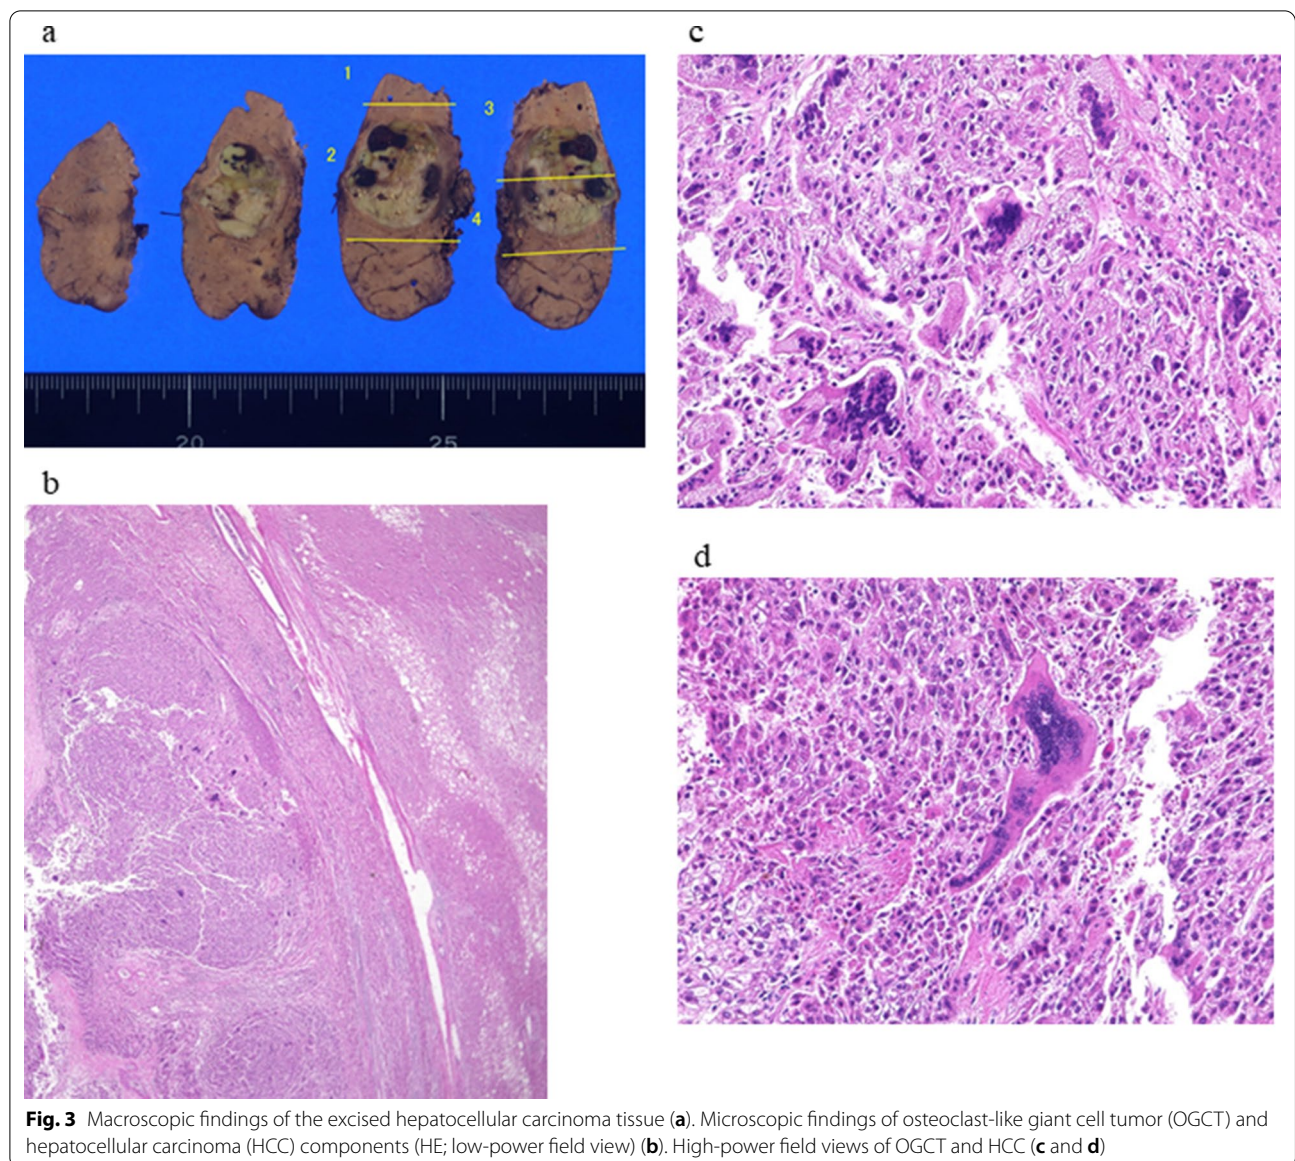 a
1
3
2
4
20
25
b
c
d
Fig. 3 Macroscopic findings of the excised hepatocellular carcinoma tissue (a). Microscopic findings of osteoclast-like giant cell tumor (OGCT) and
hepatocellular carcinoma (HCC) components (HE; low-power field view) (b). High-power field views of OGCT and HCC (c and d)